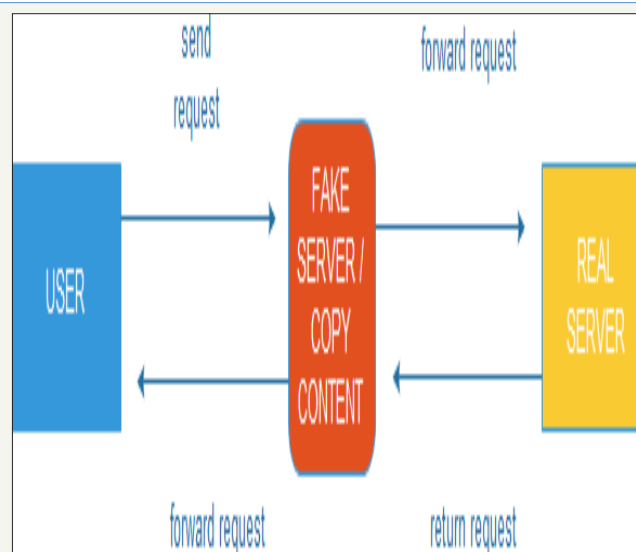 send
request
forward request
USER
FAKE
SERVER /
COPY
CONTENT
REAL
SERVER
forward request
return request